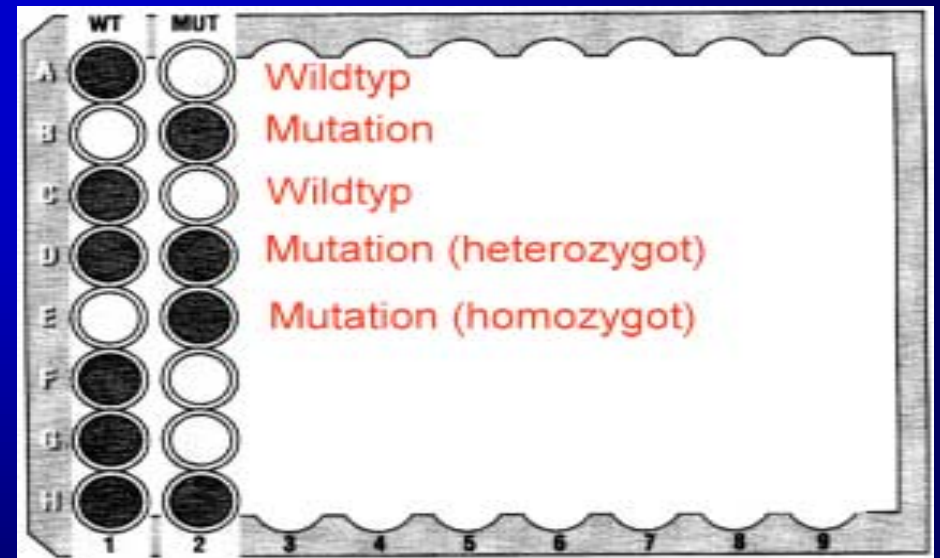 WT MUT
A Wildtyp
B Mutation
C Wildtyp
D Mutation (heterozygot)
E Mutation (homozygot)
F
G
H
1 2 3 4 5 6 7 8 9